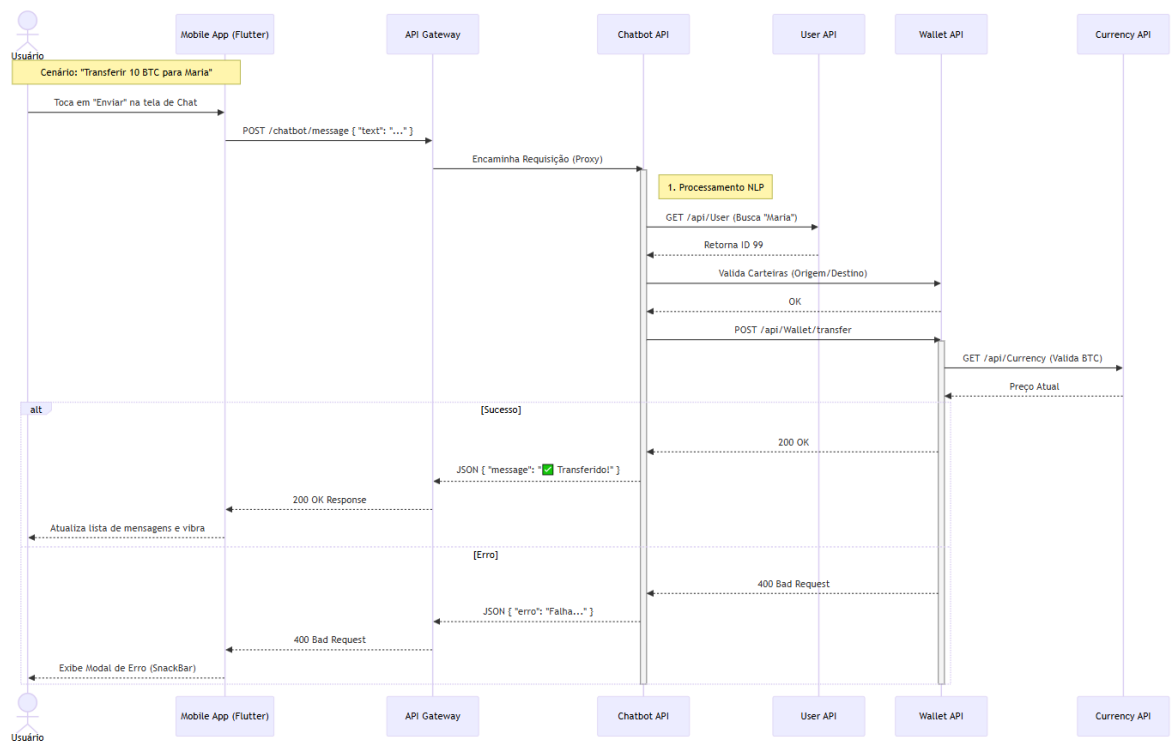 Usuário
Mobile App (Flutter)
API Gateway
Chatbot API
User API
Wallet API
Currency API
Cenário: "Transferir 10 BTC para Maria"
Toca em "Enviar" na tela de Chat
POST /chatbot/message { "text": "..." }
Encaminha Requisição (Proxy)
1. Processamento NLP
GET /api/User (Busca "Maria")
Retorna ID 99
Valida Carteiras (Origem/Destino)
OK
POST /api/Wallet/transfer
GET /api/Currency (Valida BTC)
Preço Atual
alt
[Sucesso]
200 OK
JSON { "message": "✅ Transferido!" }
200 OK Response
Atualiza lista de mensagens e vibra
[Erro]
400 Bad Request
JSON { "erro": "Falha..." }
400 Bad Request
Exibe Modal de Erro (SnackBar)
Usuário
Mobile App (Flutter)
API Gateway
Chatbot API
User API
Wallet API
Currency API